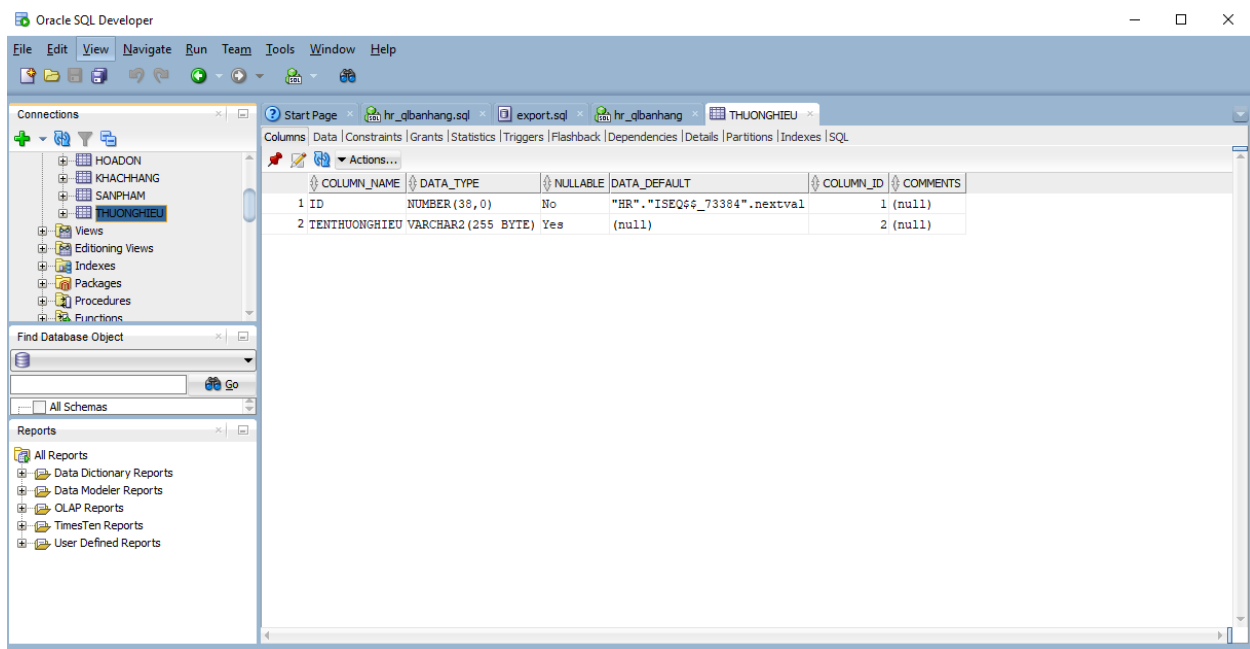 Oracle SQL Developer
File Edit View Navigate Run Team Tools Window Help
Connections
HOADON
KHACHHANG
SANPHAM
THUONGHIEU
Views
Editioning Views
Indexes
Packages
Procedures
Functions
Find Database Object
Go
All Schemas
Reports
All Reports
Data Dictionary Reports
Data Modeler Reports
OLAP Reports
TimesTen Reports
User Defined Reports
Start Page hr_qlbanhang.sql export.sql hr_qlbanhang THUONGHIEU
Columns Data |Constraints |Grants |Statistics |Triggers |Flashback |Dependencies |Details |Partitions |Indexes |SQL
Actions...
COLUMN_NAME DATA_TYPE NULLABLE DATA_DEFAULT COLUMN_ID COMMENTS
1 ID NUMBER(38,0) No "HR"."ISEQ$$_73384".nextval 1 (null)
2 TENTHUONGHIEU VARCHAR2(255 BYTE) Yes (null) 2 (null)